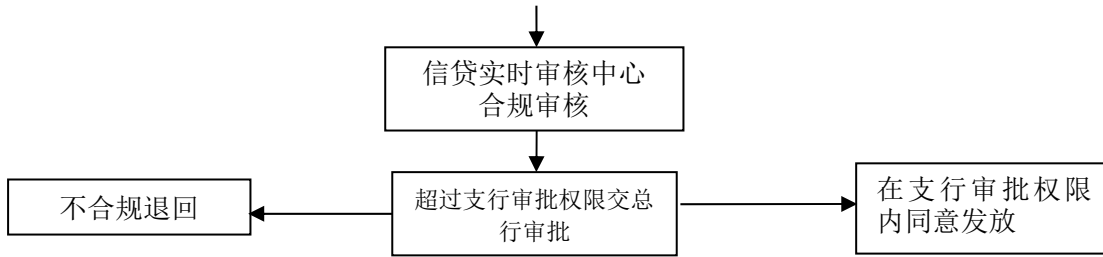 信贷实时审核中心
合规审核
不合规退回
超过支行审批权限交总
行审批
在支行审批权限
内同意发放